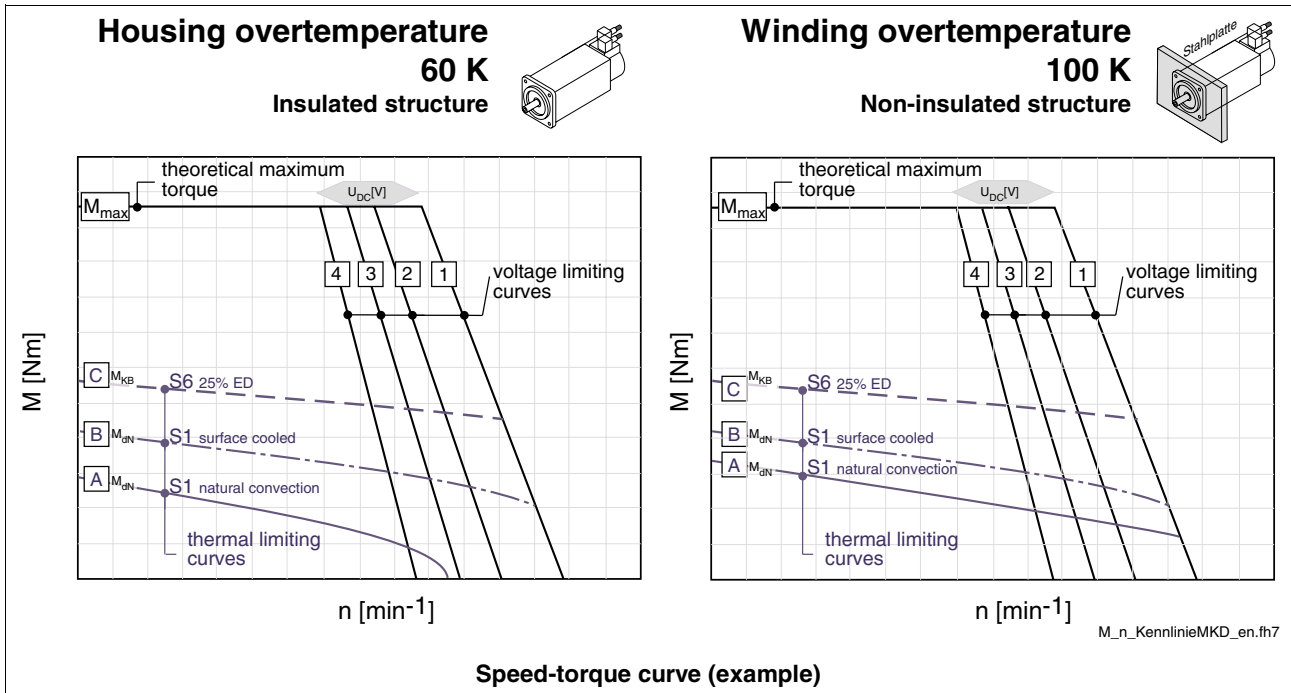 Housing overtemperature
60 K
Insulated structure
theoretical maximum
torque
M_max
U_DC[V]
4 3 2 1
voltage limiting
curves
M [Nm]
C M_KB S6 25% ED
B M_dN S1 surface cooled
A M_dN S1 natural convection
thermal limiting
curves
n [min-1]
Winding overtemperature
100 K
Non-insulated structure
Stahlplatte
theoretical maximum
torque
M_max
U_DC[V]
4 3 2 1
voltage limiting
curves
M [Nm]
C M_KB S6 25% ED
B M_dN S1 surface cooled
A M_dN S1 natural convection
thermal limiting
curves
n [min-1]
M_n_KennlinieMKD_en.fh7
Speed-torque curve (example)